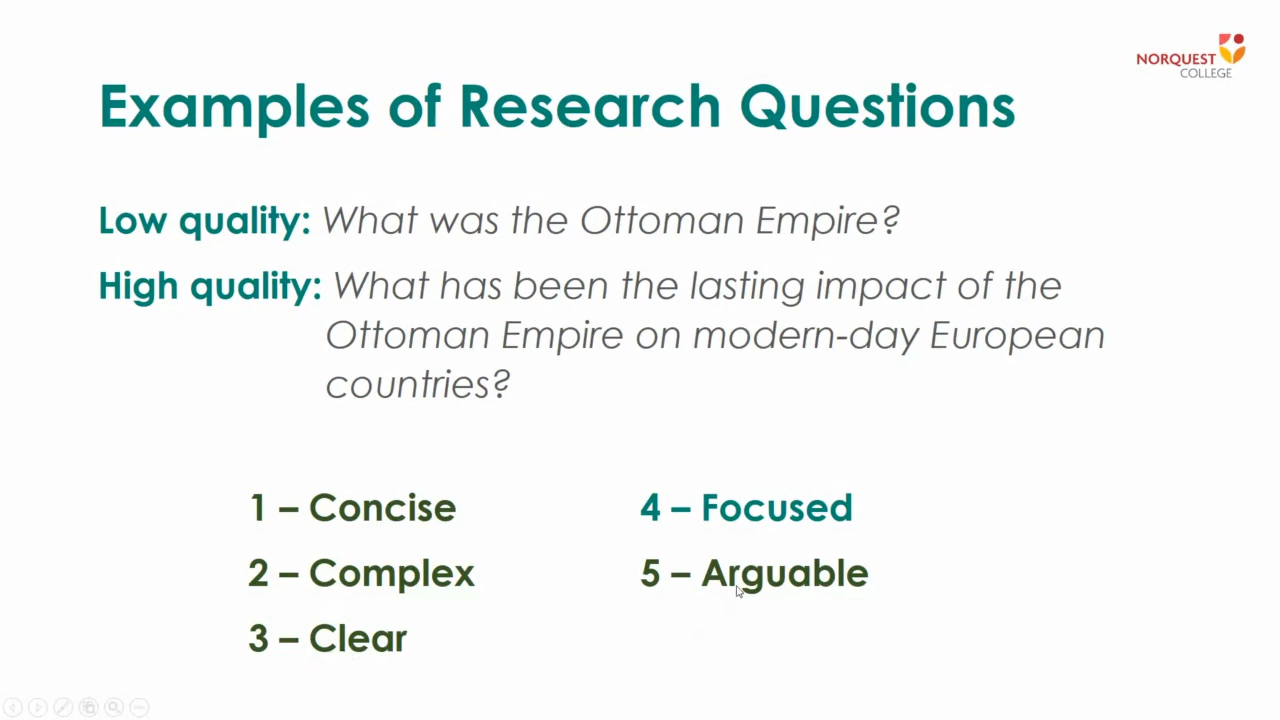 NORQUEST
COLLEGE
Examples of Research Questions
Low quality: What was the Ottoman Empire?
High quality: What has been the lasting impact of the
Ottoman Empire on modern-day European
countries?
1 – Concise
2 – Complex
3 – Clear
4 – Focused
5 – Arguable